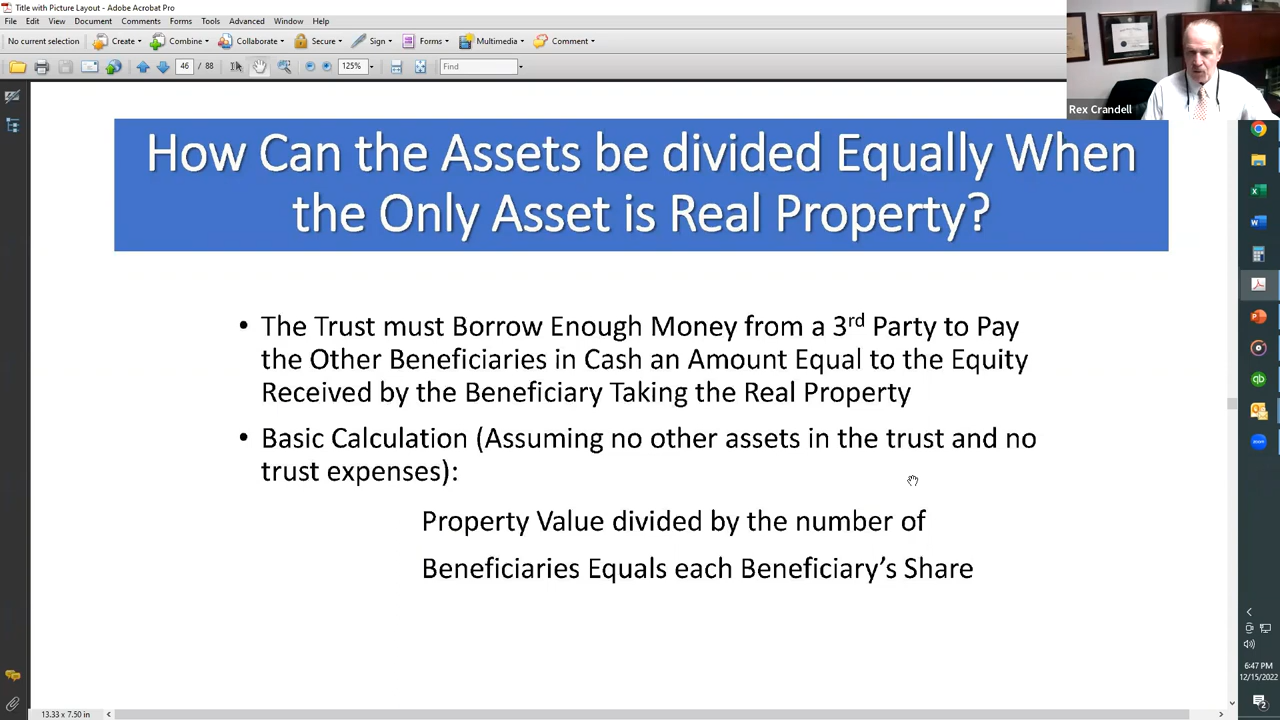 Title with Picture Layout - Adobe Acrobat Pro
File Edit View Document Comments Forms Tools Advanced Window Help
No current selection Create Combine Collaborate Secure Sign Forms Multimedia Comment
46 / 88 125% Find
Rex Crandell
How Can the Assets be divided Equally When
the Only Asset is Real Property?
• The Trust must Borrow Enough Money from a 3rd Party to Pay
the Other Beneficiaries in Cash an Amount Equal to the Equity
Received by the Beneficiary Taking the Real Property
• Basic Calculation (Assuming no other assets in the trust and no
trust expenses):
Property Value divided by the number of
Beneficiaries Equals each Beneficiary’s Share
6:47 PM
12/15/2022
2
13.33 x 7.50 in